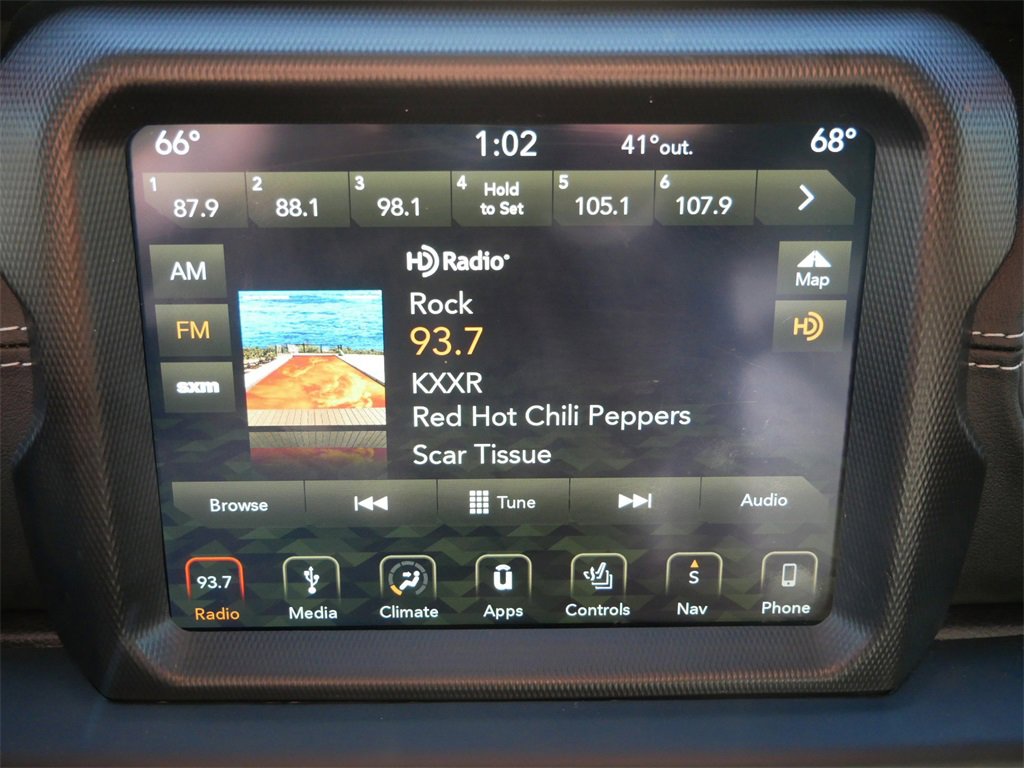 66° 1:02 41°out. 68°
1 87.9
2 88.1
3 98.1
4 Hold
to Set
5 105.1
6 107.9
AM
FM
sxm
HD Radio
Rock
93.7
KXXR
Red Hot Chili Peppers
Scar Tissue
Map
HD
Browse Tune Audio
93.7 S
Radio Media Climate Apps Controls Nav Phone